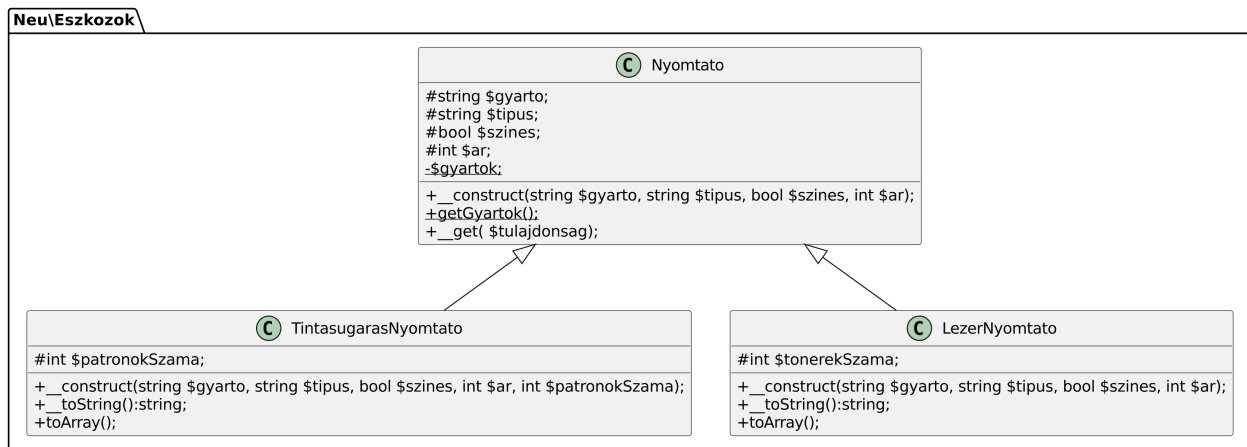 Neu\Eszkozok
C Nyomtato
#string $gyarto;
#string $tipus;
#bool $szines;
#int $ar;
-$gyartok;
+__construct(string $gyarto, string $tipus, bool $szines, int $ar);
+getGyartok();
+__get( $tulajdonsag);
C TintasugarasNyomtato
#int $patronokSzama;
+__construct(string $gyarto, string $tipus, bool $szines, int $ar, int $patronokSzama);
+__toString():string;
+toArray();
C LezerNyomtato
#int $tonerekSzama;
+__construct(string $gyarto, string $tipus, bool $szines, int $ar);
+__toString():string;
+toArray();